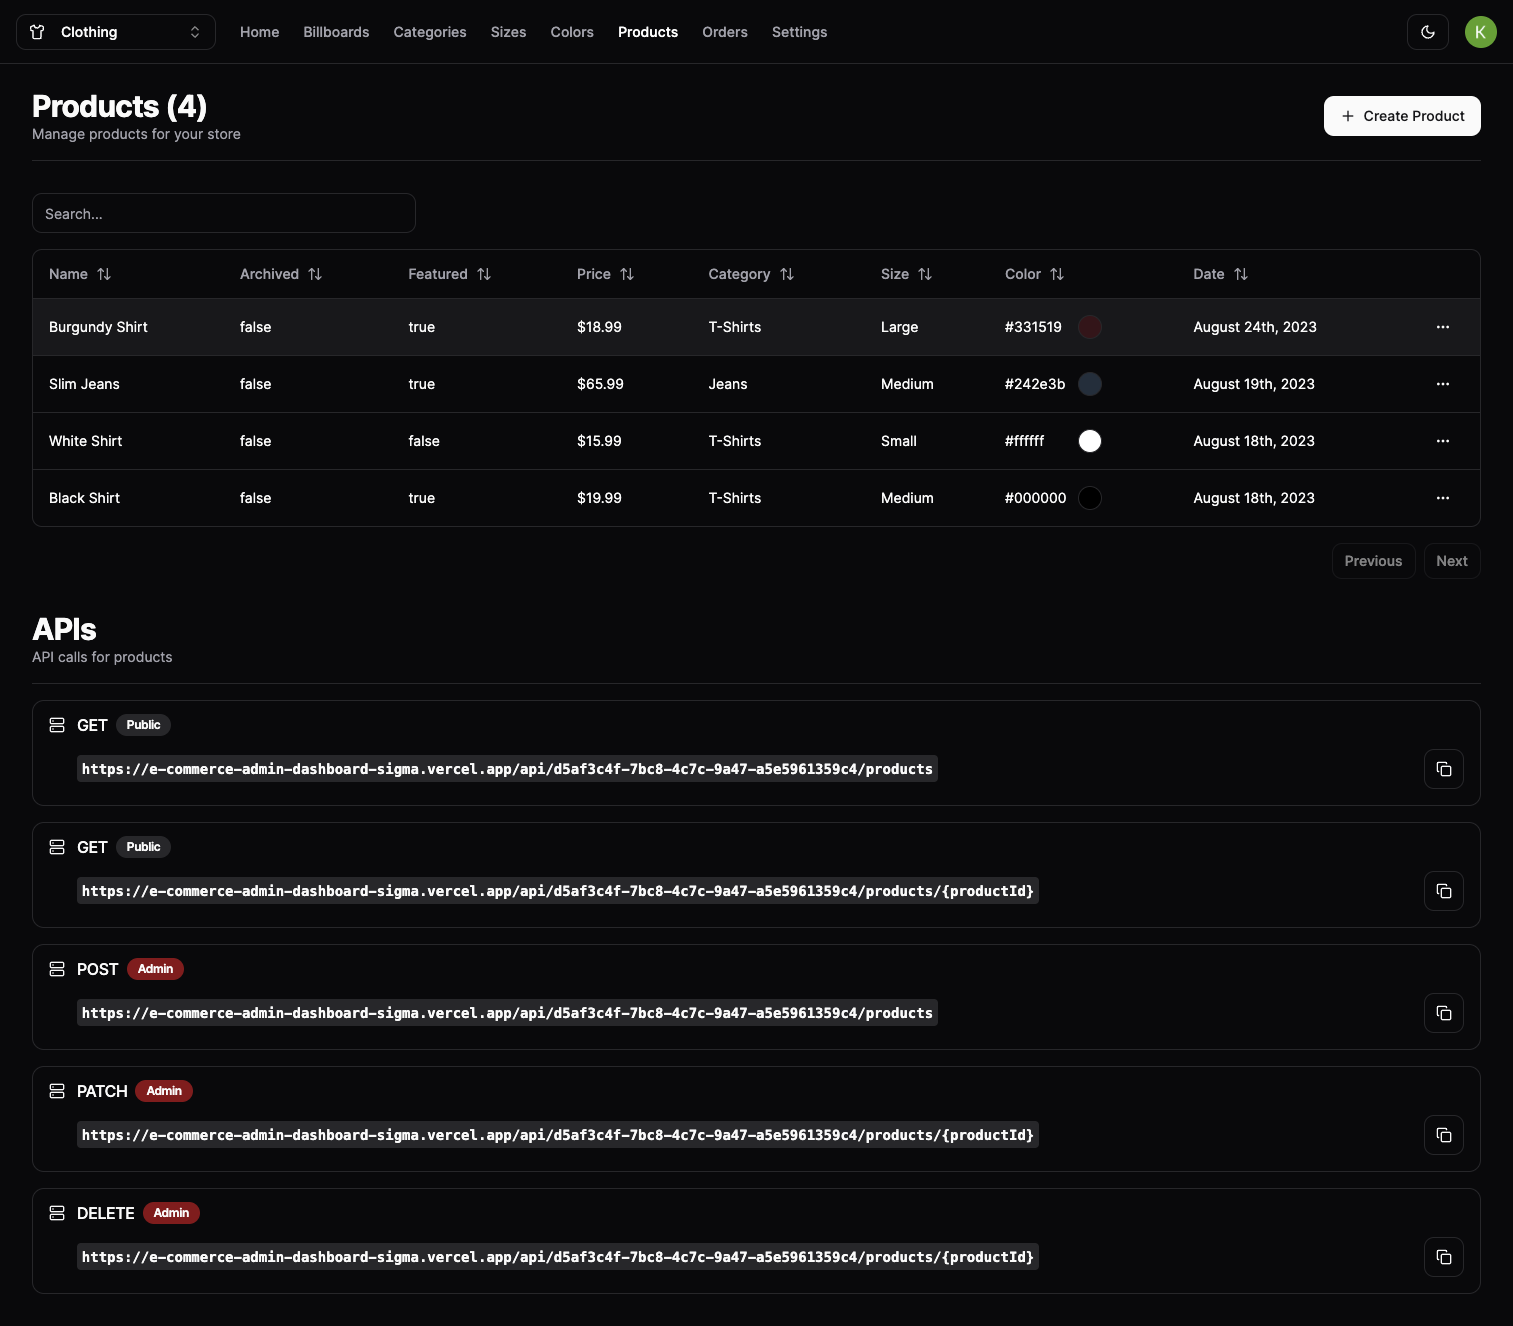 Clothing Home Billboards Categories Sizes Colors Products Orders Settings K
Products (4)
Manage products for your store
Create Product
Search...
Name Archived Featured Price Category Size Color Date
Burgundy Shirt false true $18.99 T-Shirts Large #331519 August 24th, 2023
Slim Jeans false true $65.99 Jeans Medium #242e3b August 19th, 2023
White Shirt false false $15.99 T-Shirts Small #ffffff August 18th, 2023
Black Shirt false true $19.99 T-Shirts Medium #000000 August 18th, 2023
Previous Next
APIs
API calls for products
GET Public
https://e-commerce-admin-dashboard-sigma.vercel.app/api/d5af3c4f-7bc8-4c7c-9a47-a5e5961359c4/products
GET Public
https://e-commerce-admin-dashboard-sigma.vercel.app/api/d5af3c4f-7bc8-4c7c-9a47-a5e5961359c4/products/{productId}
POST Admin
https://e-commerce-admin-dashboard-sigma.vercel.app/api/d5af3c4f-7bc8-4c7c-9a47-a5e5961359c4/products
PATCH Admin
https://e-commerce-admin-dashboard-sigma.vercel.app/api/d5af3c4f-7bc8-4c7c-9a47-a5e5961359c4/products/{productId}
DELETE Admin
https://e-commerce-admin-dashboard-sigma.vercel.app/api/d5af3c4f-7bc8-4c7c-9a47-a5e5961359c4/products/{productId}